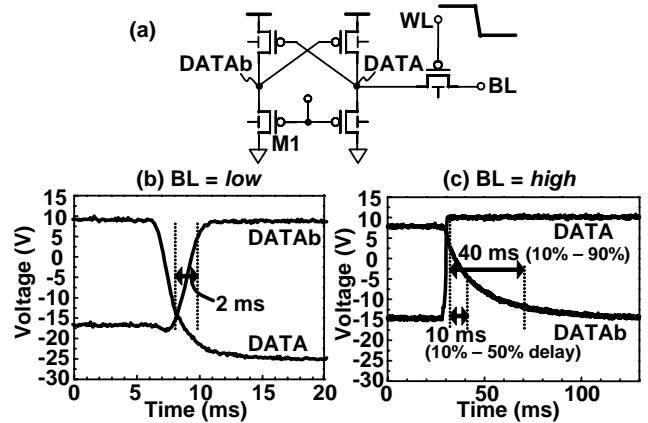 (a)
WL
DATAb
DATA
BL
M1
(b) BL = low
15
10
5
0
-5
-10
-15
-20
-25
-30
Voltage (V)
DATAb
2 ms
DATA
0 5 10 15 20
Time (ms)
(c) BL = high
15
10
5
0
-5
-10
-15
-20
-25
-30
Voltage (V)
DATA
40 ms (10% – 90%)
10 ms
(10% – 50% delay)
DATAb
0 50 100
Time (ms)